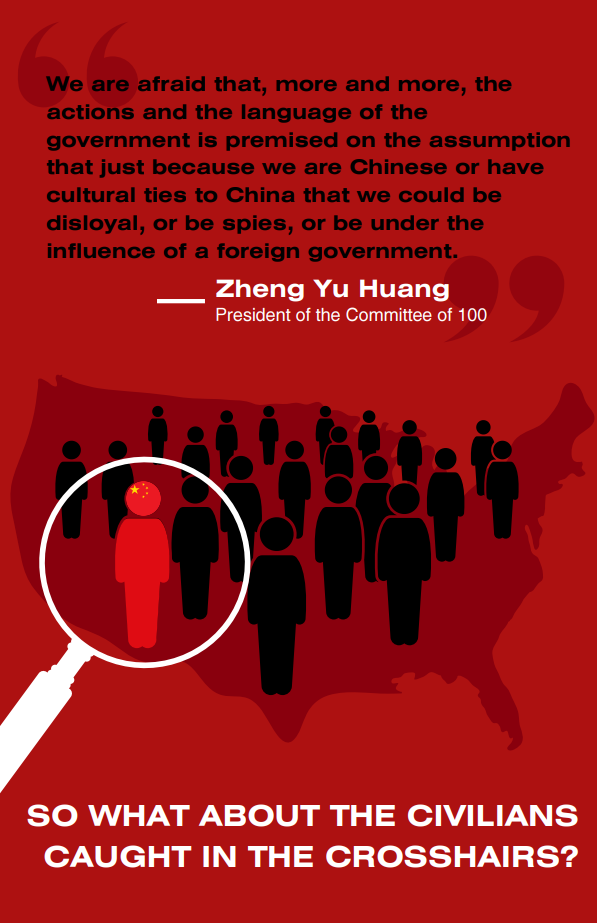 We are afraid that, more and more, the
actions and the language of the
government is premised on the assumption
that just because we are Chinese or have
cultural ties to China that we could be
disloyal, or be spies, or be under the
influence of a foreign government.
Zheng Yu Huang
President of the Committee of 100
SO WHAT ABOUT THE CIVILIANS
CAUGHT IN THE CROSSHAIRS?